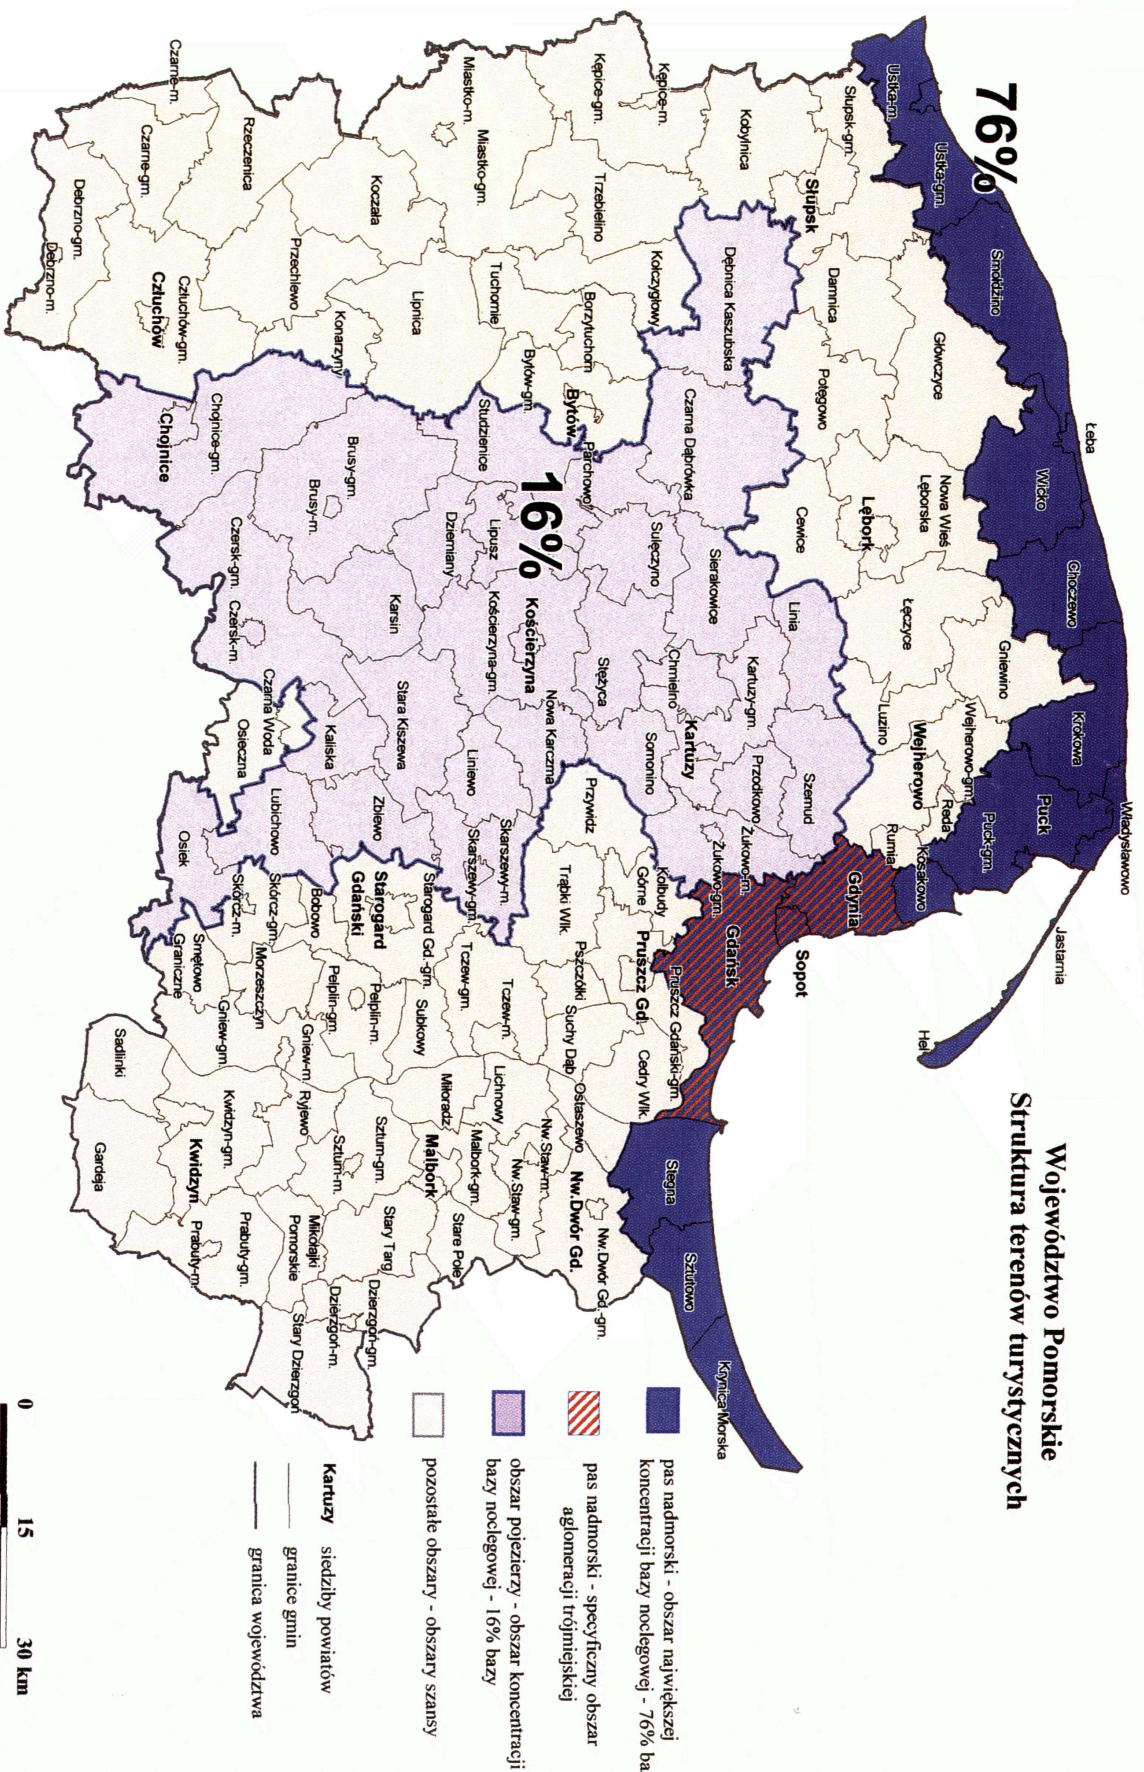 Województwo Pomorskie
Struktura terenów turystycznych
76%
16%
Łeba
Władysławowo
Jastarnia
Hel
Ustka-m.
Ustka-gm.
Smołdzino
Wicko
Choczewo
Krokowa
Puck
Puck-gm.
Kosakowo
Słupsk-gm.
Słupsk
Główczyce
Damnica
Potęgowo
Nowa Wieś
Lęborska
Lębork
Cewice
Łęczyce
Gniewino
Wejherowo-gm.
Wejherowo
Luzino
Reda
Rumia
Gdynia
Sopot
Gdańsk
Kobylnica
Kępice-m.
Kępice-gm.
Trzebielino
Kołczygłowy
Dębnica Kaszubska
Czarna Dąbrówka
Sierakowice
Linia
Szemud
Przodkowo
Kartuzy-gm.
Kartuzy
Chmielno
Żukowo-m.
Żukowo-gm.
Somonino
Stężyca
Sulęczyno
Parchowo
Borzytuchom
Bytów
Bytów-gm.
Tuchomie
Studzienice
Lipusz
Dziemiany
Kościerzyna
Kościerzyna-gm.
Nowa Karczma
Liniewo
Stara Kiszewa
Karsin
Miastko-m.
Miastko-gm.
Koczała
Lipnica
Przechlewo
Konarzyny
Rzeczenica
Czarne-m.
Czarne-gm.
Debrzno-gm.
Debrzno-m.
Człuchów
Człuchów-gm.
Chojnice
Chojnice-gm.
Brusy-gm.
Brusy-m.
Czersk-gm.
Czersk-m.
Czarna Woda
Osieczna
Kaliska
Lubichowo
Osiek
Zblewo
Skarszewy-m.
Skarszewy-gm.
Starogard
Gdański
Starogard Gd.-gm.
Bobowo
Skórcz-gm.
Skórcz-m.
Smętowo
Graniczne
Morzeszczyn
Gniew-gm.
Gniew-m.
Pelplin-gm.
Pelplin-m.
Subkowy
Tczew-gm.
Tczew-m.
Przywidz
Trąbki Wlk.
Kolbudy
Górne
Pruszcz Gd.
Pruszcz Gdański-gm.
Pszczółki
Suchy Dąb
Cedry Wlk.
Ostaszewo
Lichnowy
Miłoradz
Malbork
Malbork-gm.
Nw. Staw-m.
Nw. Staw-gm.
Nw.Dwór Gd.
Nw. Dwór Gd.-gm.
Stare Pole
Stegna
Sztutowo
Krynica Morska
Stary Targ
Sztum-gm.
Sztum-m.
Ryjewo
Kwidzyn-gm.
Kwidzyn
Sadlinki
Gardeja
Prabuty-gm.
Prabuty-m.
Mikołajki
Pomorskie
Dzierzgoń-gm.
Dzierzgoń-m.
Stary Dzierzgoń
pas nadmorski - obszar największej
koncentracji bazy noclegowej - 76% ba
pas nadmorski - specyficzny obszar
aglomeracji trójmiejskiej
obszar pojezierzy - obszar koncentracji
bazy noclegowej - 16% bazy
pozostałe obszary - obszary szansy
Kartuzy siedziby powiatów
granice gmin
granica województwa
0 15 30 km